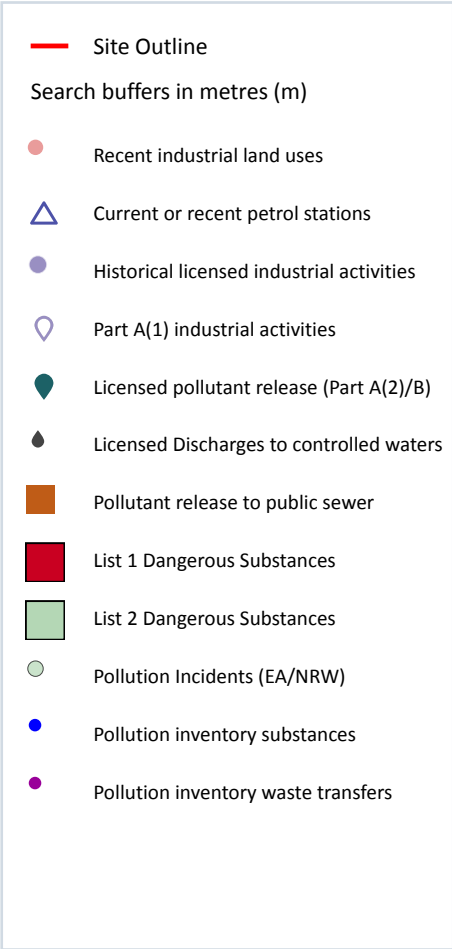 Site Outline
Search buffers in metres (m)
Recent industrial land uses
Current or recent petrol stations
Historical licensed industrial activities
Part A(1) industrial activities
Licensed pollutant release (Part A(2)/B)
Licensed Discharges to controlled waters
Pollutant release to public sewer
List 1 Dangerous Substances
List 2 Dangerous Substances
Pollution Incidents (EA/NRW)
Pollution inventory substances
Pollution inventory waste transfers